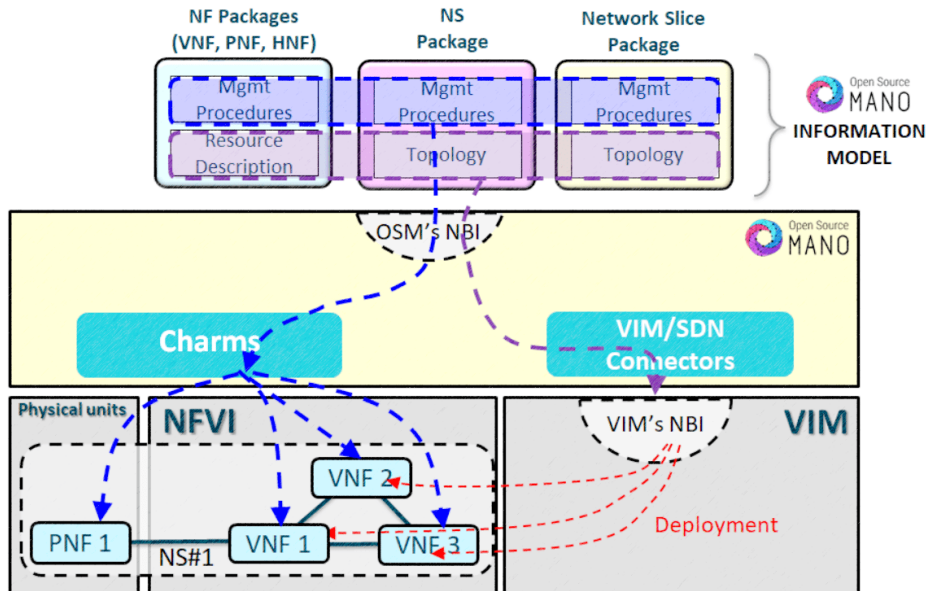 NF Packages
(VNF, PNF, HNF)
NS
Package
Network Slice
Package
Mgmt
Procedures
Mgmt
Procedures
Mgmt
Procedures
Resource
Description
Topology
Topology
Open Source
MANO
INFORMATION
MODEL
OSM's NBI
Open Source
MANO
Charms
VIM/SDN
Connectors
Physical units
NFVI
VIM's NBI
VIM
VNF 2
PNF 1
VNF 1
VNF 3
NS#1
Deployment